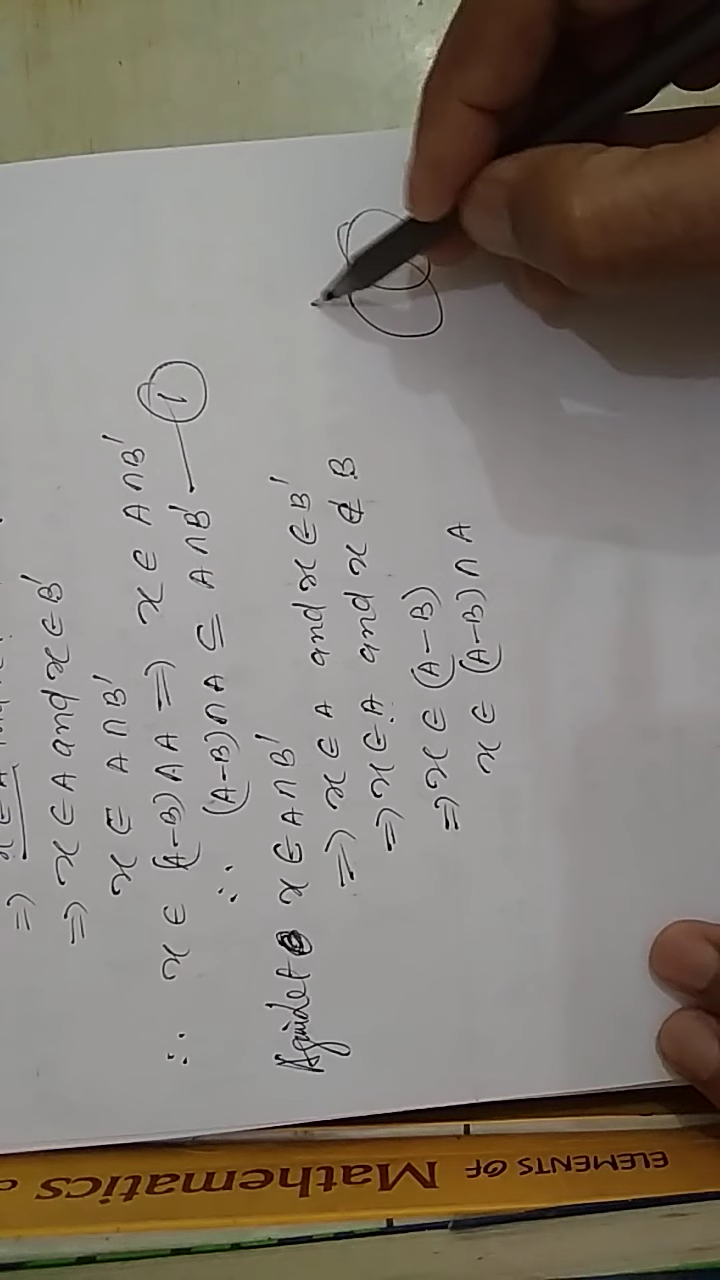 ⇒ x ∈ A
⇒ x ∈ A and x ∈ B'
x ∈ A ∩ B'
∴ x ∈ (A-B) ∩ A ⇒ x ∈ A ∩ B'
∴ (A-B) ∩ A ⊆ A ∩ B' — 1
Again let x ∈ A ∩ B'
⇒ x ∈ A and x ∈ B'
⇒ x ∈ A and x ∉ B
⇒ x ∈ (A-B)
x ∈ (A-B) ∩ A
ELEMENTS OF Mathematics